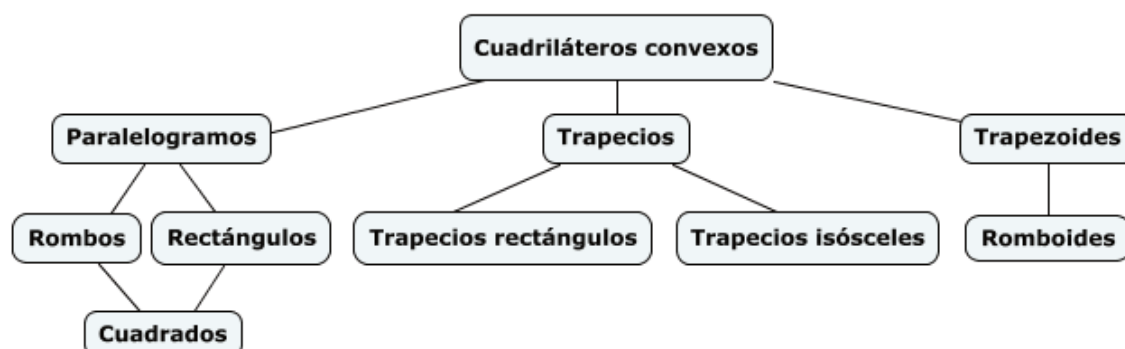 Cuadriláteros convexos
Paralelogramos
Trapecios
Trapezoides
Rombos
Rectángulos
Trapecios rectángulos
Trapecios isósceles
Romboides
Cuadrados